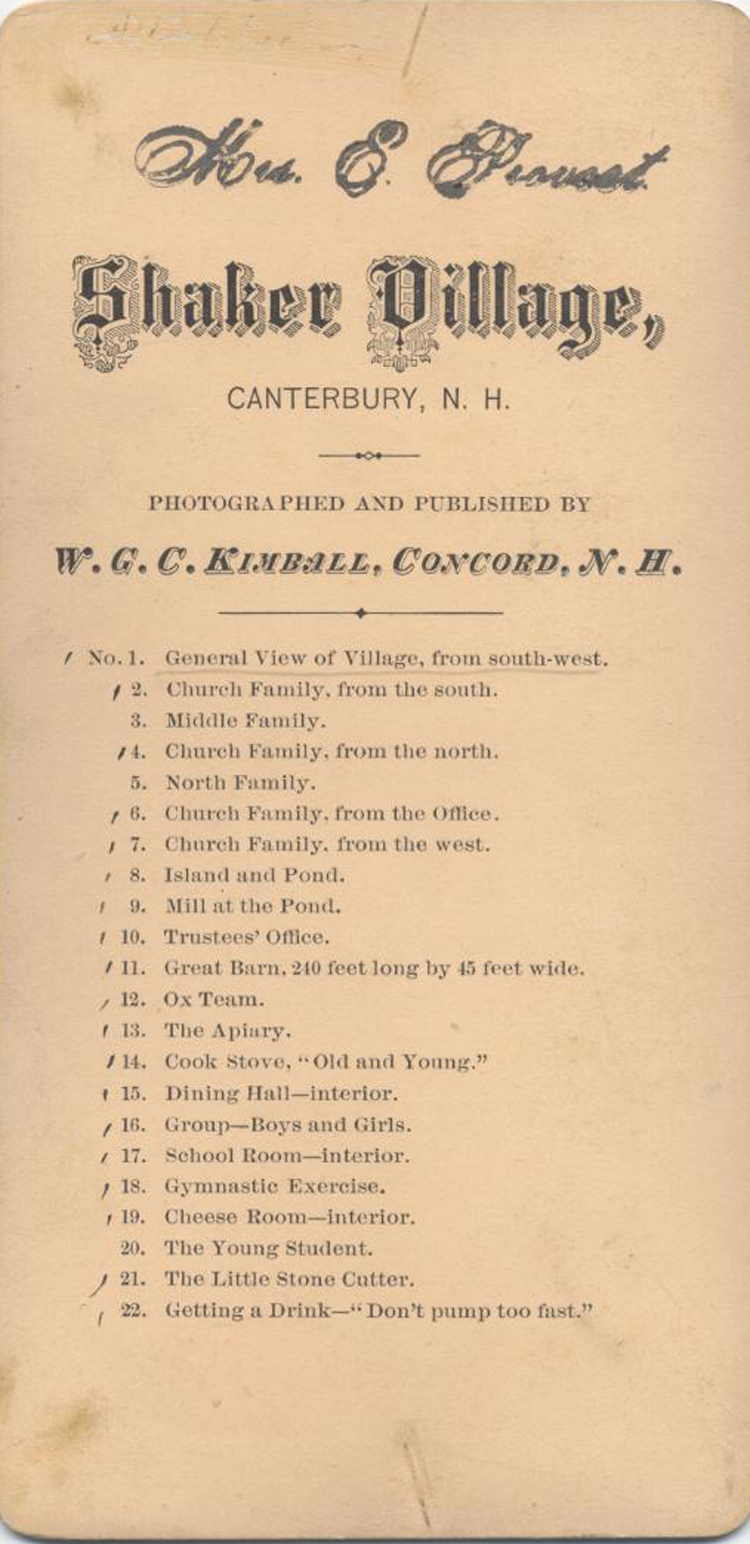 Mrs. E. Provost
Shaker Village,
CANTERBURY, N. H.
PHOTOGRAPHED AND PUBLISHED BY
W. G. C. KIMBALL, CONCORD, N. H.
No. 1. General View of Village, from south-west.
2. Church Family, from the south.
3. Middle Family.
4. Church Family, from the north.
5. North Family.
6. Church Family, from the Office.
7. Church Family. from the west.
8. Island and Pond.
9. Mill at the Pond.
10. Trustees' Office.
11. Great Barn, 240 feet long by 45 feet wide.
12. Ox Team.
13. The Apiary.
14. Cook Stove, “Old and Young.”
15. Dining Hall—interior.
16. Group—Boys and Girls.
17. School Room—interior.
18. Gymnastic Exercise.
19. Cheese Room—interior.
20. The Young Student.
21. The Little Stone Cutter.
22. Getting a Drink—“Don't pump too fast.”